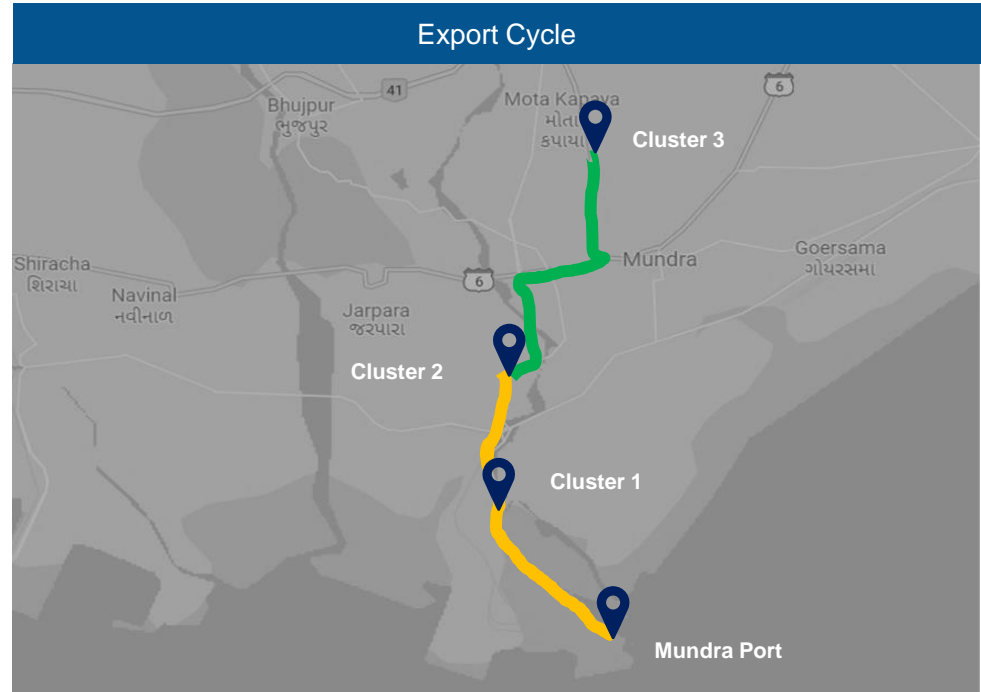 Export Cycle
41
6
Bhujpur
ભુજપુર
Mota Kapaya
મોટા
કપાયા
Cluster 3
Shiracha
શિરાચા
Navinal
નવીનાળ
6
Mundra
Goersama
ગોયરસમા
Jarpara
જરપારા
Cluster 2
Cluster 1
Mundra Port